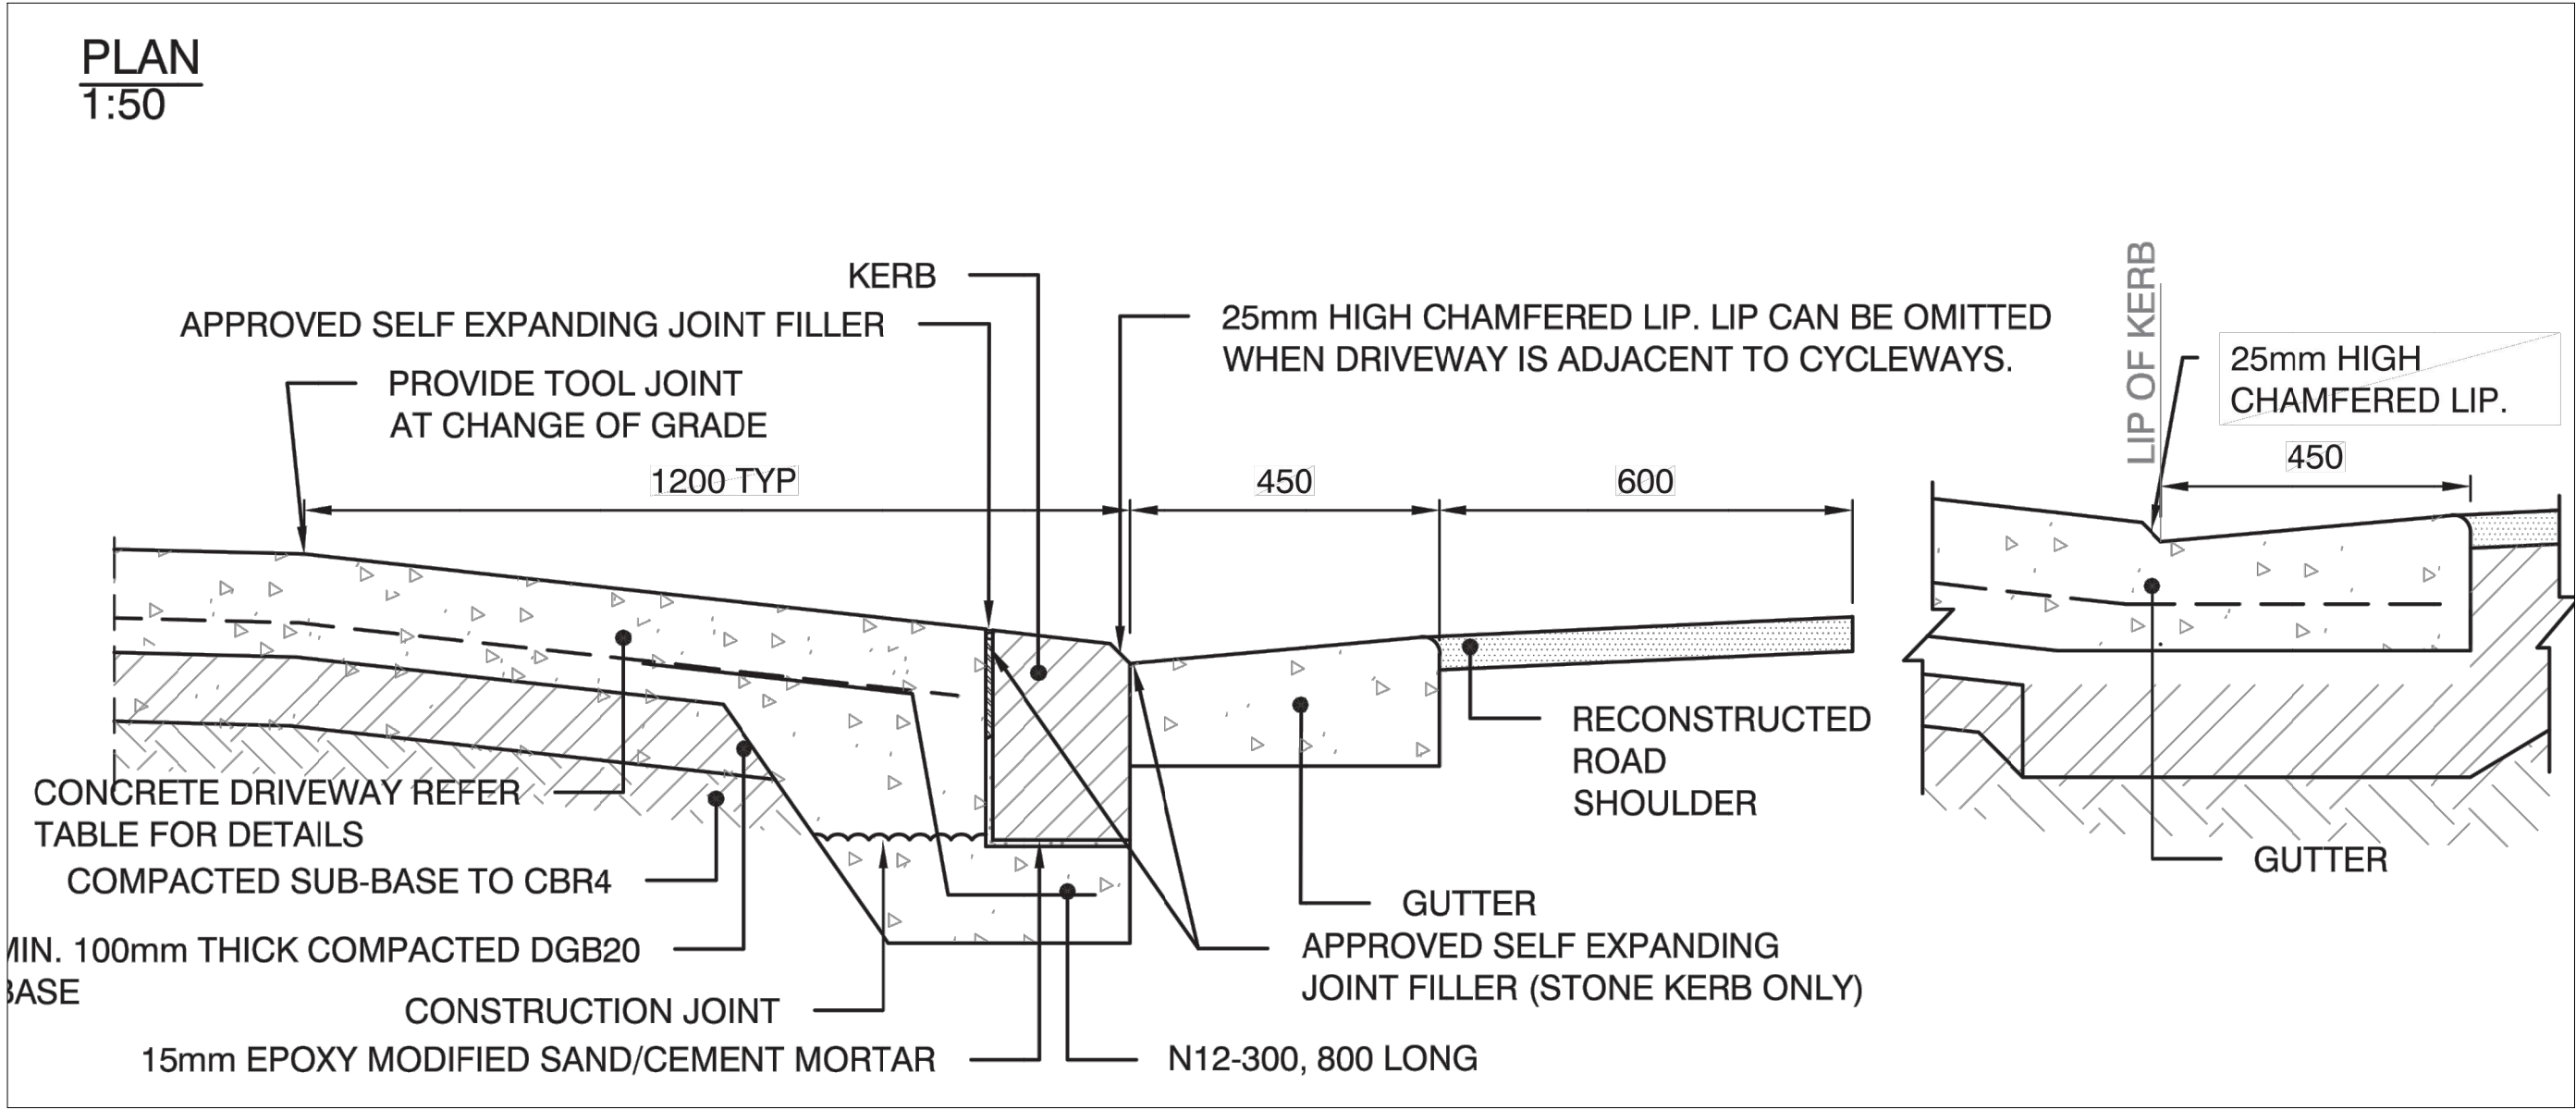 PLAN
1:50
KERB
APPROVED SELF EXPANDING JOINT FILLER
PROVIDE TOOL JOINT
AT CHANGE OF GRADE
25mm HIGH CHAMFERED LIP. LIP CAN BE OMITTED
WHEN DRIVEWAY IS ADJACENT TO CYCLEWAYS.
LIP OF KERB
25mm HIGH
CHAMFERED LIP.
1200 TYP
450
600
450
CONCRETE DRIVEWAY REFER
TABLE FOR DETAILS
COMPACTED SUB-BASE TO CBR4
MIN. 100mm THICK COMPACTED DGB20
BASE
CONSTRUCTION JOINT
15mm EPOXY MODIFIED SAND/CEMENT MORTAR
RECONSTRUCTED
ROAD
SHOULDER
GUTTER
APPROVED SELF EXPANDING
JOINT FILLER (STONE KERB ONLY)
N12-300, 800 LONG
GUTTER